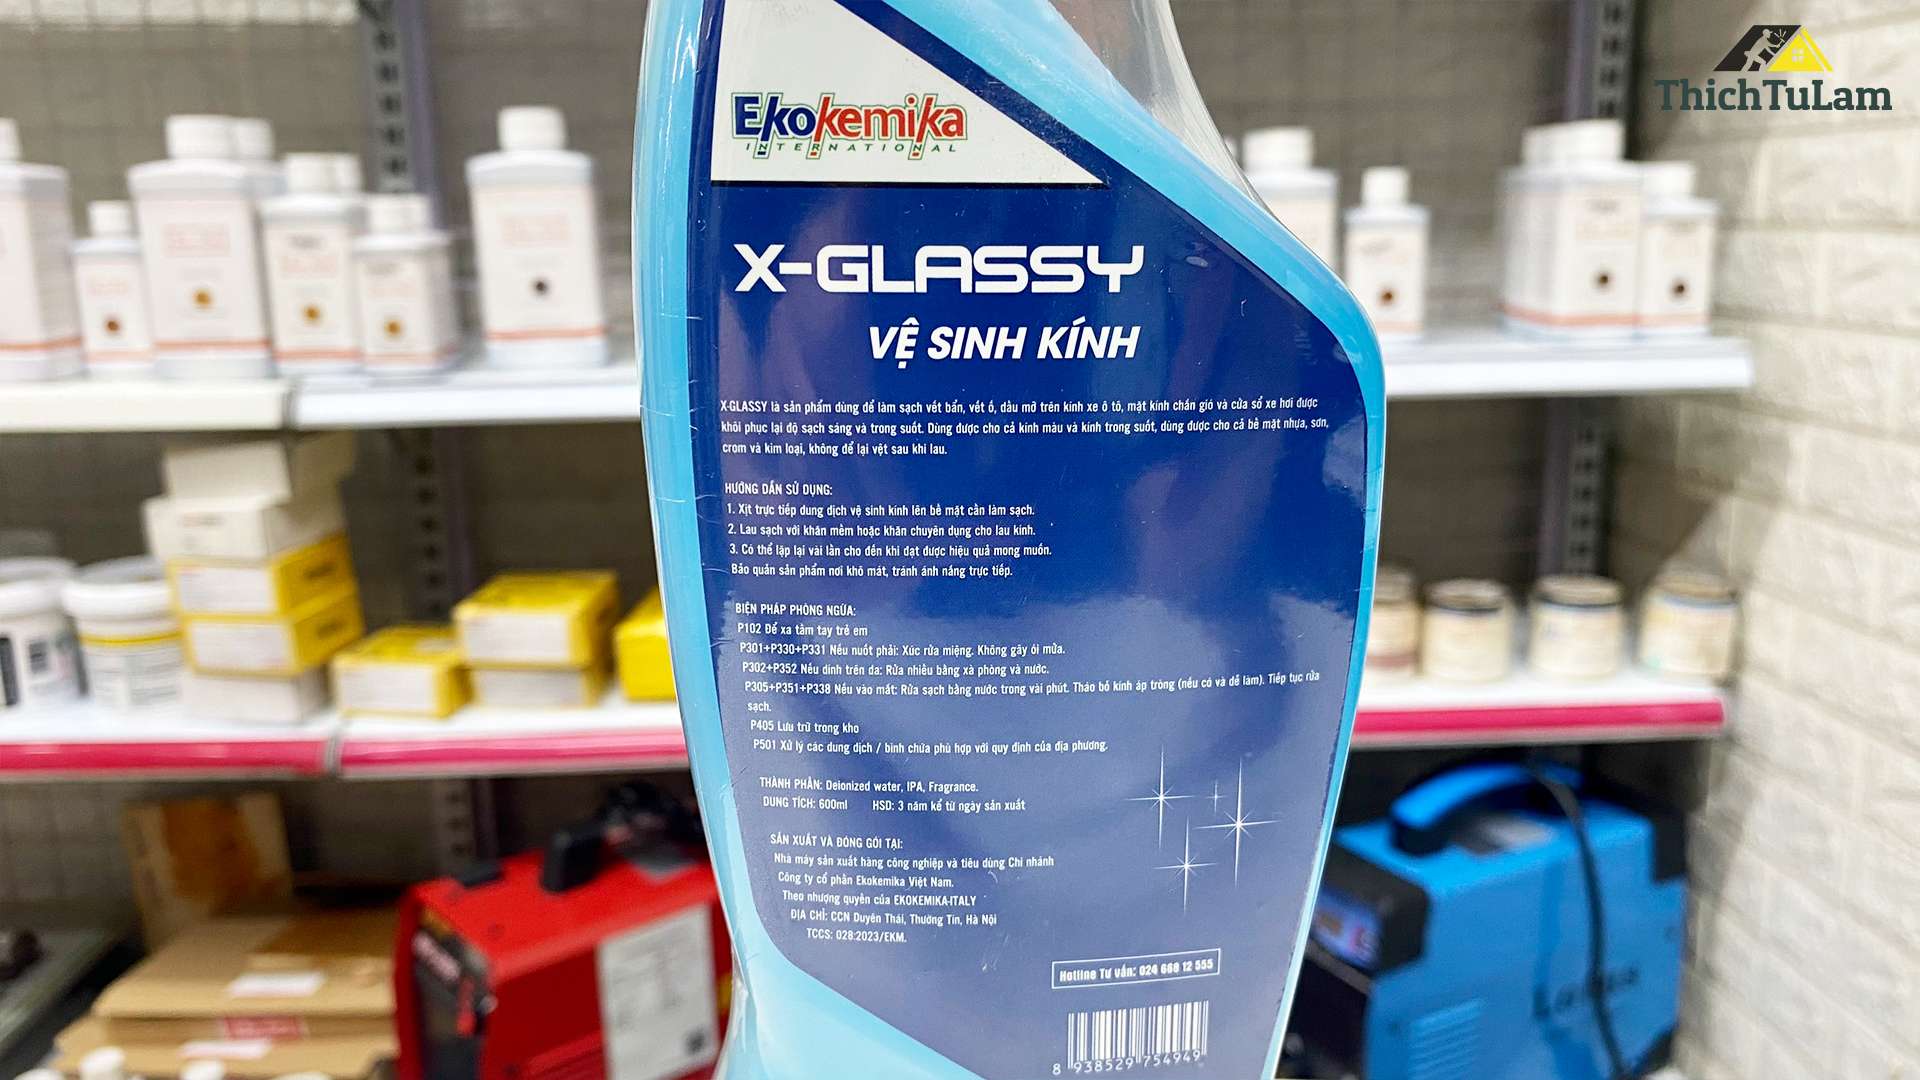 ThichTuLam
Ekokemika
INTERNATIONAL
X-GLASSY
VỆ SINH KÍNH
X-GLASSY là sản phẩm dùng để làm sạch vết bẩn, vết ố, dầu mỡ trên kính xe ô tô, mặt kính chắn gió và cửa sổ xe hơi được
khôi phục lại độ sạch sáng và trong suốt. Dùng được cho cả kính màu và kính trong suốt, dùng được cho cả bề mặt nhựa, sơn,
crom và kim loại, không để lại vệt sau khi lau.
HƯỚNG DẪN SỬ DỤNG:
1. Xịt trực tiếp dung dịch vệ sinh kính lên bề mặt cần làm sạch.
2. Lau sạch với khăn mềm hoặc khăn chuyên dụng cho lau kính.
3. Có thể lặp lại vài lần cho đến khi đạt được hiệu quả mong muốn.
Bảo quản sản phẩm nơi khô mát, tránh ánh nắng trực tiếp.
BIỆN PHÁP PHÒNG NGỪA:
P102 Để xa tầm tay trẻ em
P301+P330+P331 Nếu nuốt phải: Xúc rửa miệng. Không gây ói mửa.
P302+P352 Nếu dính trên da: Rửa nhiều bằng xà phòng và nước.
P305+P351+P338 Nếu vào mắt: Rửa sạch bằng nước trong vài phút. Tháo bỏ kính áp tròng (nếu có và dễ làm). Tiếp tục rửa
sạch.
P405 Lưu trữ trong kho
P501 Xử lý các dung dịch / bình chứa phù hợp với quy định của địa phương.
THÀNH PHẦN: Deionized water, IPA, Fragrance.
DUNG TÍCH: 600ml HSD: 3 năm kể từ ngày sản xuất
SẢN XUẤT VÀ ĐÓNG GÓI TẠI:
Nhà máy sản xuất hàng công nghiệp và tiêu dùng Chi nhánh
Công ty cổ phần Ekokemika Việt Nam.
Theo nhượng quyền của EKOKEMIKA-ITALY
ĐỊA CHỈ: CCN Duyên Thái, Thường Tín, Hà Nội
TCCS: 028:2023/EKM.
Hotline Tư vấn: 024 668 12 555
8 938529 754949